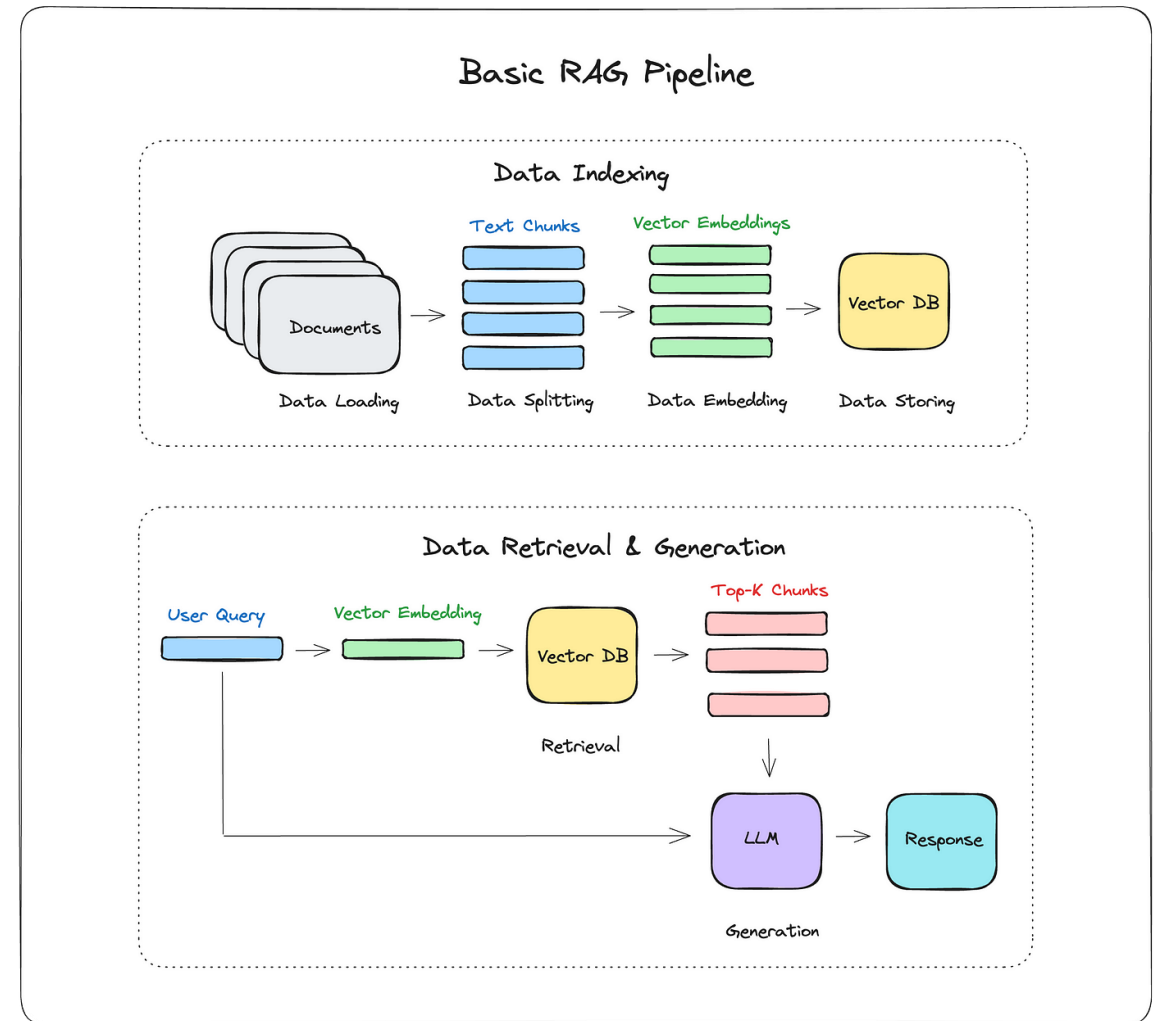 Basic RAG Pipeline
Data Indexing
Text Chunks
Vector Embeddings
Documents
Vector DB
Data Loading
Data Splitting
Data Embedding
Data Storing
Data Retrieval & Generation
User Query
Vector Embedding
Top-K Chunks
Vector DB
Retrieval
LLM
Response
Generation